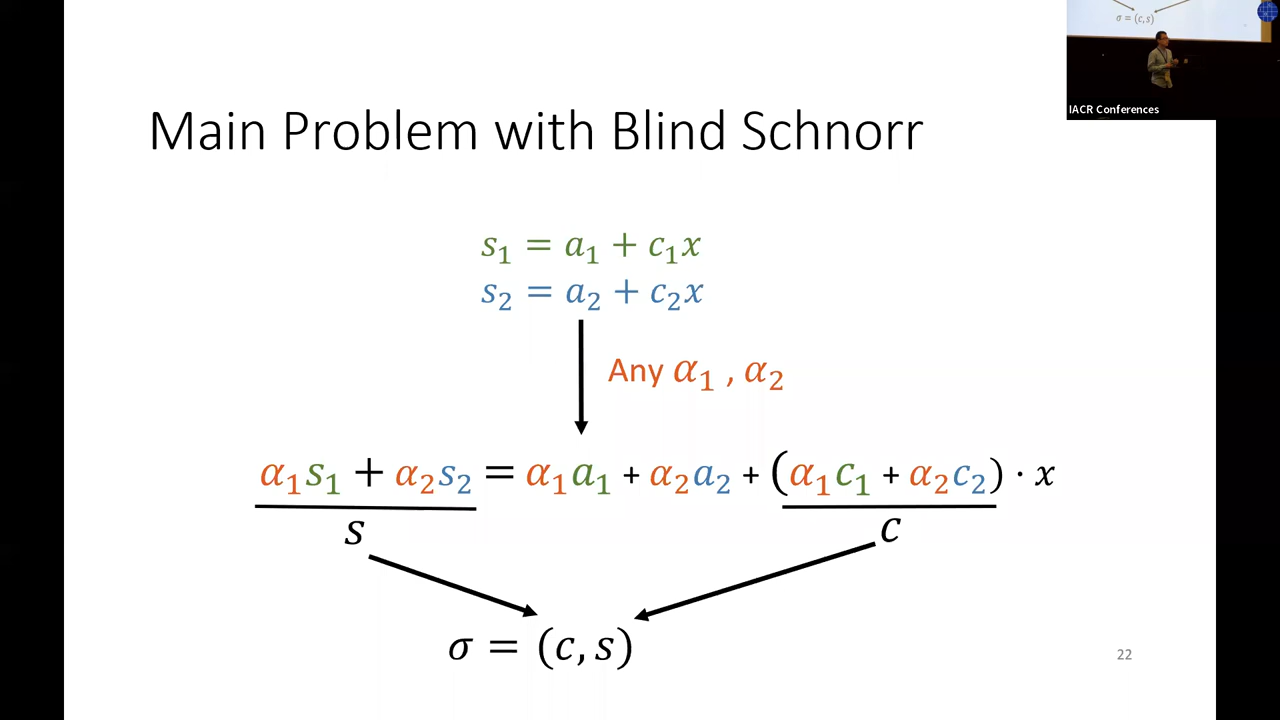 σ = (c, s)
IACR Conferences
Main Problem with Blind Schnorr
s₁ = a₁ + c₁x
s₂ = a₂ + c₂x
Any α₁ , α₂
α₁s₁ + α₂s₂ = α₁a₁ + α₂a₂ + (α₁c₁ + α₂c₂) · x
s c
σ = (c, s)
22